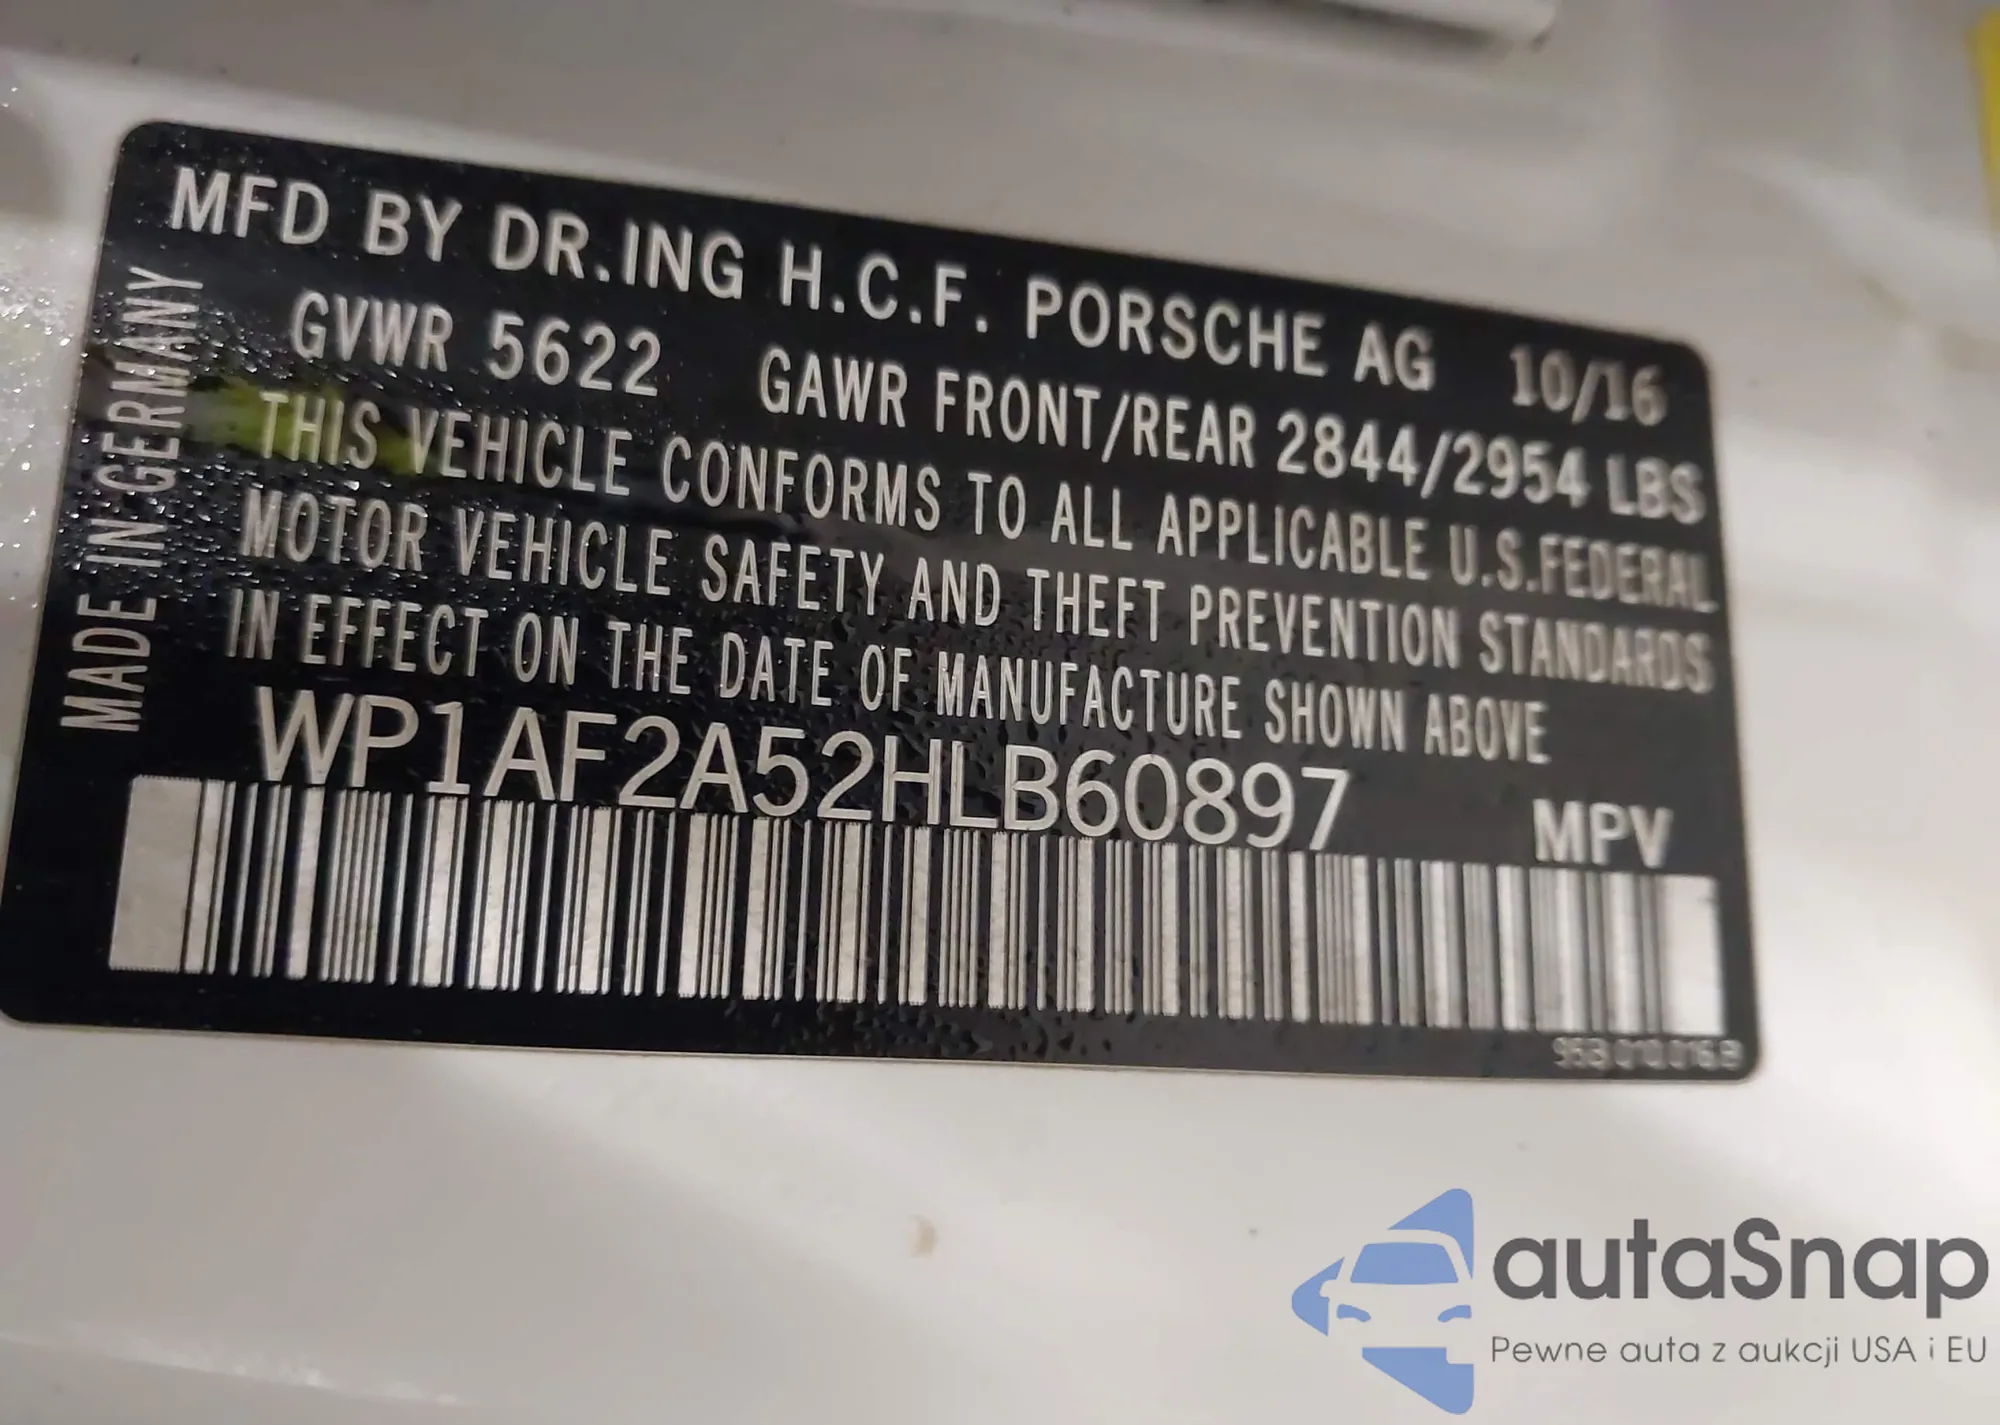 MFD BY DR.ING H.C.F. PORSCHE AG 10/16
GVWR 5622 GAWR FRONT/REAR 2844/2954 LBS
THIS VEHICLE CONFORMS TO ALL APPLICABLE U.S.FEDERAL
MOTOR VEHICLE SAFETY AND THEFT PREVENTION STANDARDS
IN EFFECT ON THE DATE OF MANUFACTURE SHOWN ABOVE
WP1AF2A52HLB60897 MPV
MADE IN GERMANY
autaSnap
Pewne auta z aukcji USA i EU